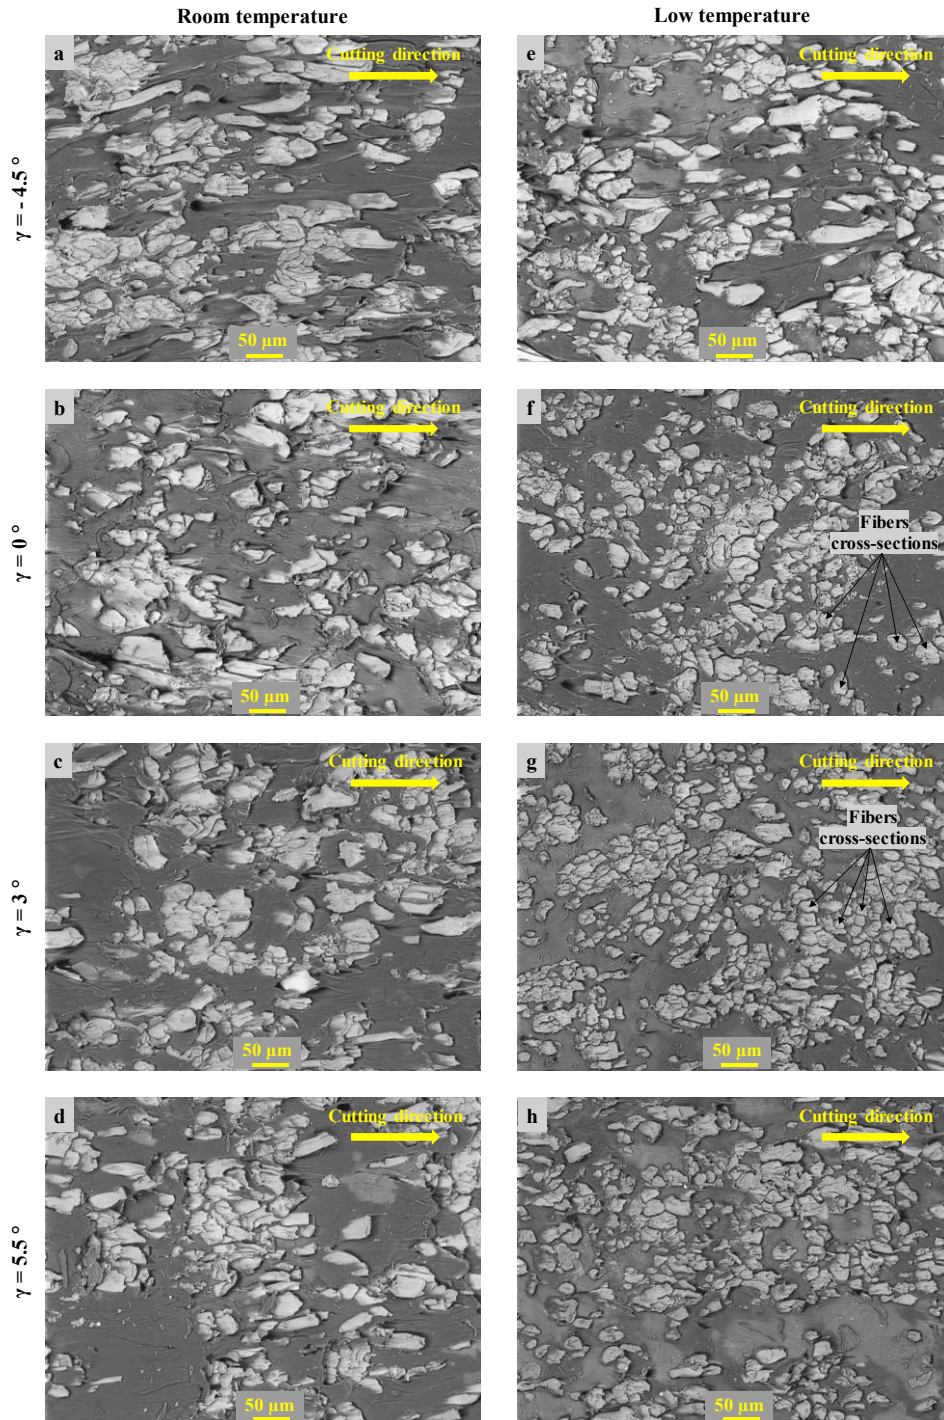 Room temperature
Low temperature
γ = - 4.5 °
a
Cutting direction
50 µm
e
Cutting direction
50 µm
γ = 0 °
b
Cutting direction
50 µm
f
Cutting direction
Fibers
cross-sections
50 µm
γ = 3 °
c
Cutting direction
50 µm
g
Cutting direction
Fibers
cross-sections
50 µm
γ = 5.5 °
d
Cutting direction
50 µm
h
Cutting direction
50 µm